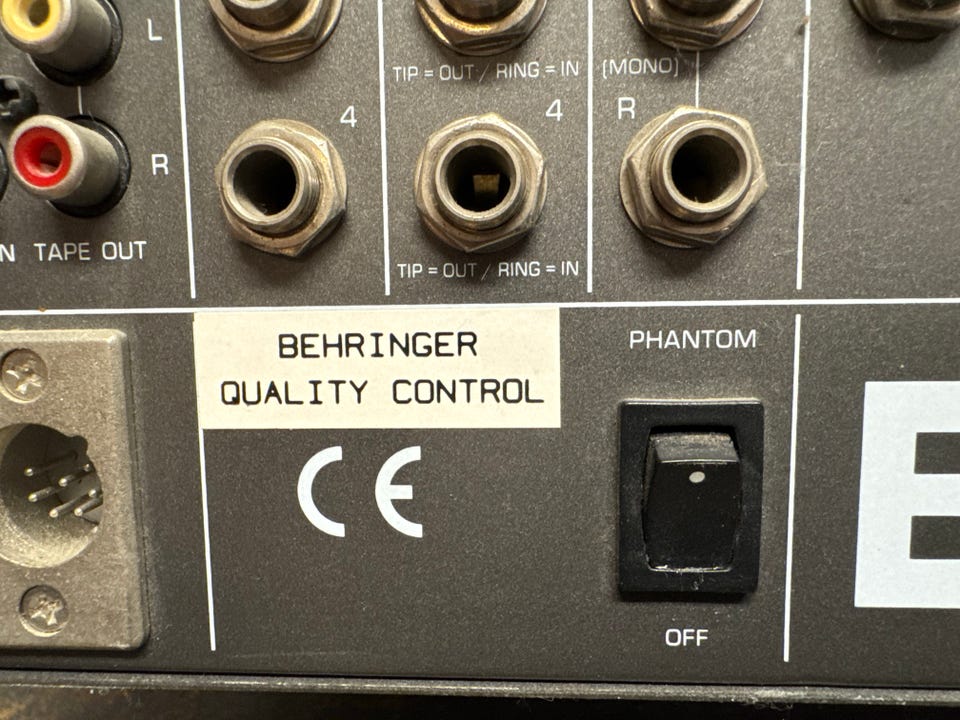 L
TIP = OUT / RING = IN
(MONO)
4
4
R
R
N TAPE OUT
TIP = OUT / RING = IN
BEHRINGER
QUALITY CONTROL
PHANTOM
CE
OFF